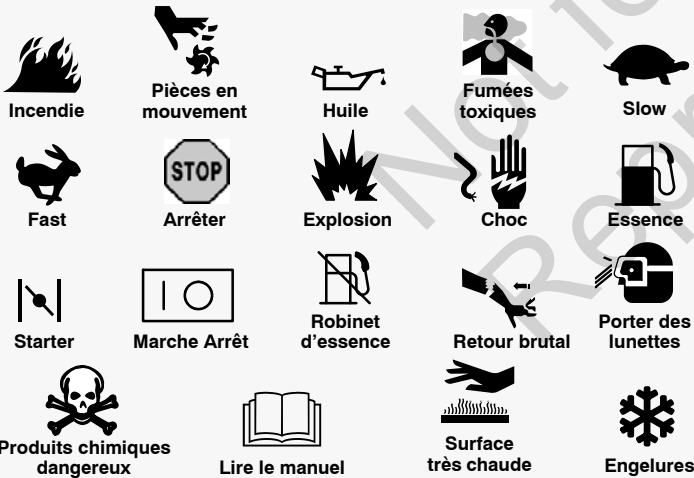 Incendie
Pièces en
mouvement
Huile
Fumées
toxiques
Slow
Fast
STOP
Arrêter
Explosion
Choc
Essence
Starter
Marche Arrêt
Robinet
d'essence
Retour brutal
Porter des
lunettes
Produits chimiques
dangereux
Lire le manuel
Surface
très chaude
Engelures
Not